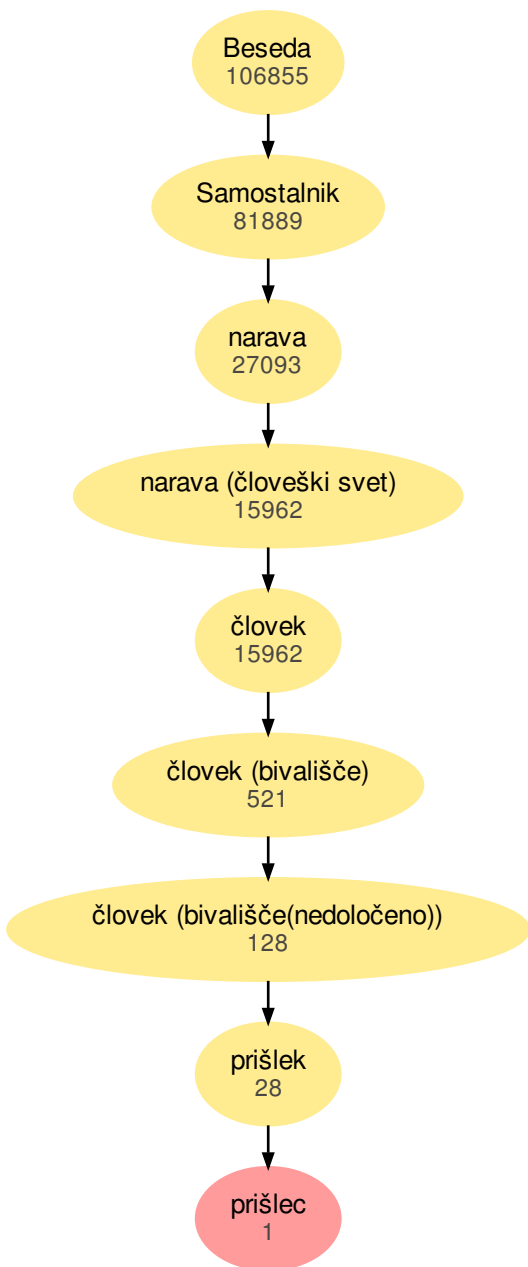 Beseda
106855
Samostalnik
81889
narava
27093
narava (človeški svet)
15962
človek
15962
človek (bivališče)
521
človek (bivališče(nedoločeno))
128
prišlek
28
prišlec
1